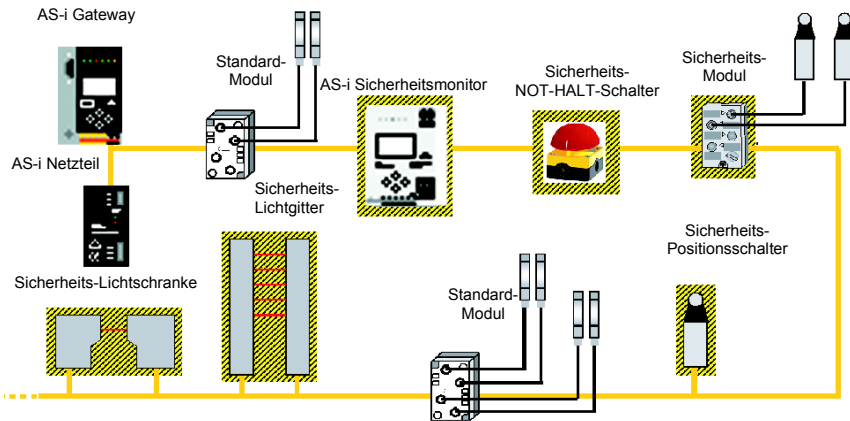 AS-i Gateway
Standard-
Modul
AS-i Sicherheitsmonitor
Sicherheits-
NOT-HALT-Schalter
Sicherheits-
Modul
AS-i Netzteil
Sicherheits-
Lichtgitter
Sicherheits-
Positionsschalter
Sicherheits-Lichtschranke
Standard-
Modul